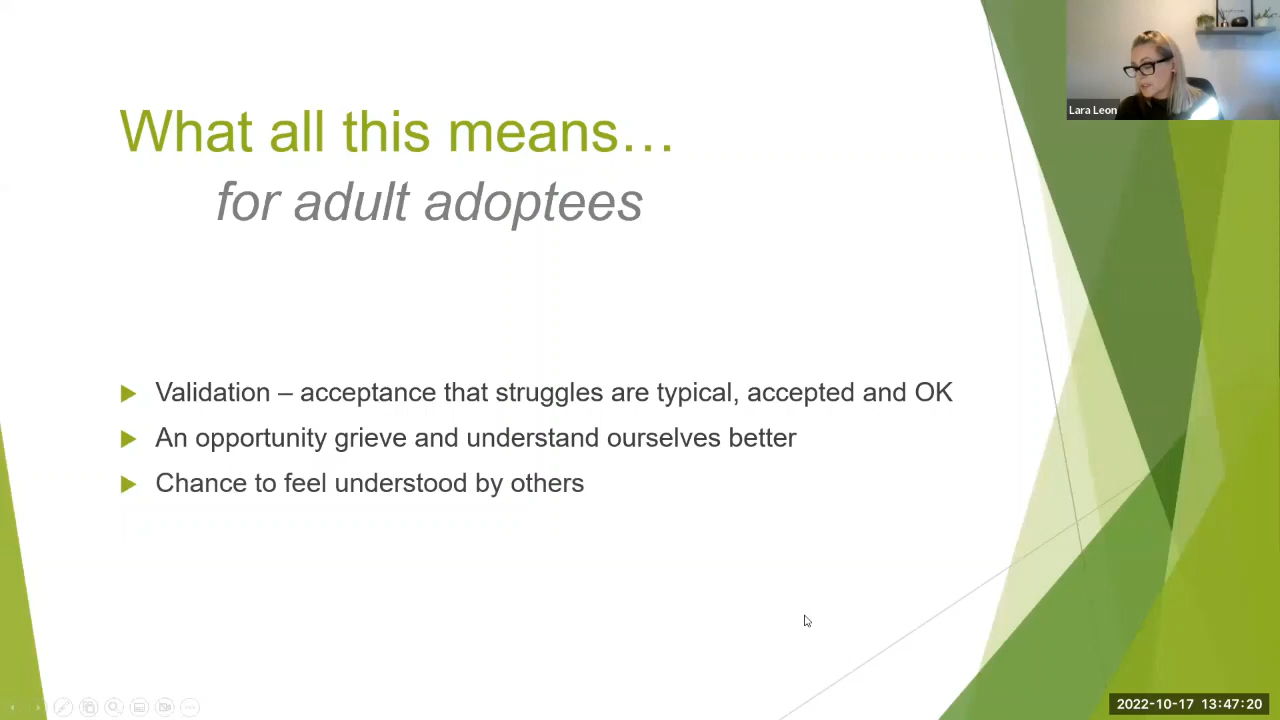 What all this means…
for adult adoptees
Validation – acceptance that struggles are typical, accepted and OK
An opportunity grieve and understand ourselves better
Chance to feel understood by others
Lara Leon
2022-10-17 13:47:20